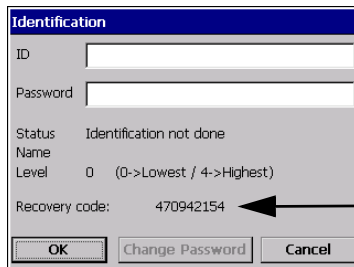 Identification
ID
Password
Status Identification not done
Name
Level 0 (0->Lowest / 4->Highest)
Recovery code: 470942154
OK Change Password Cancel